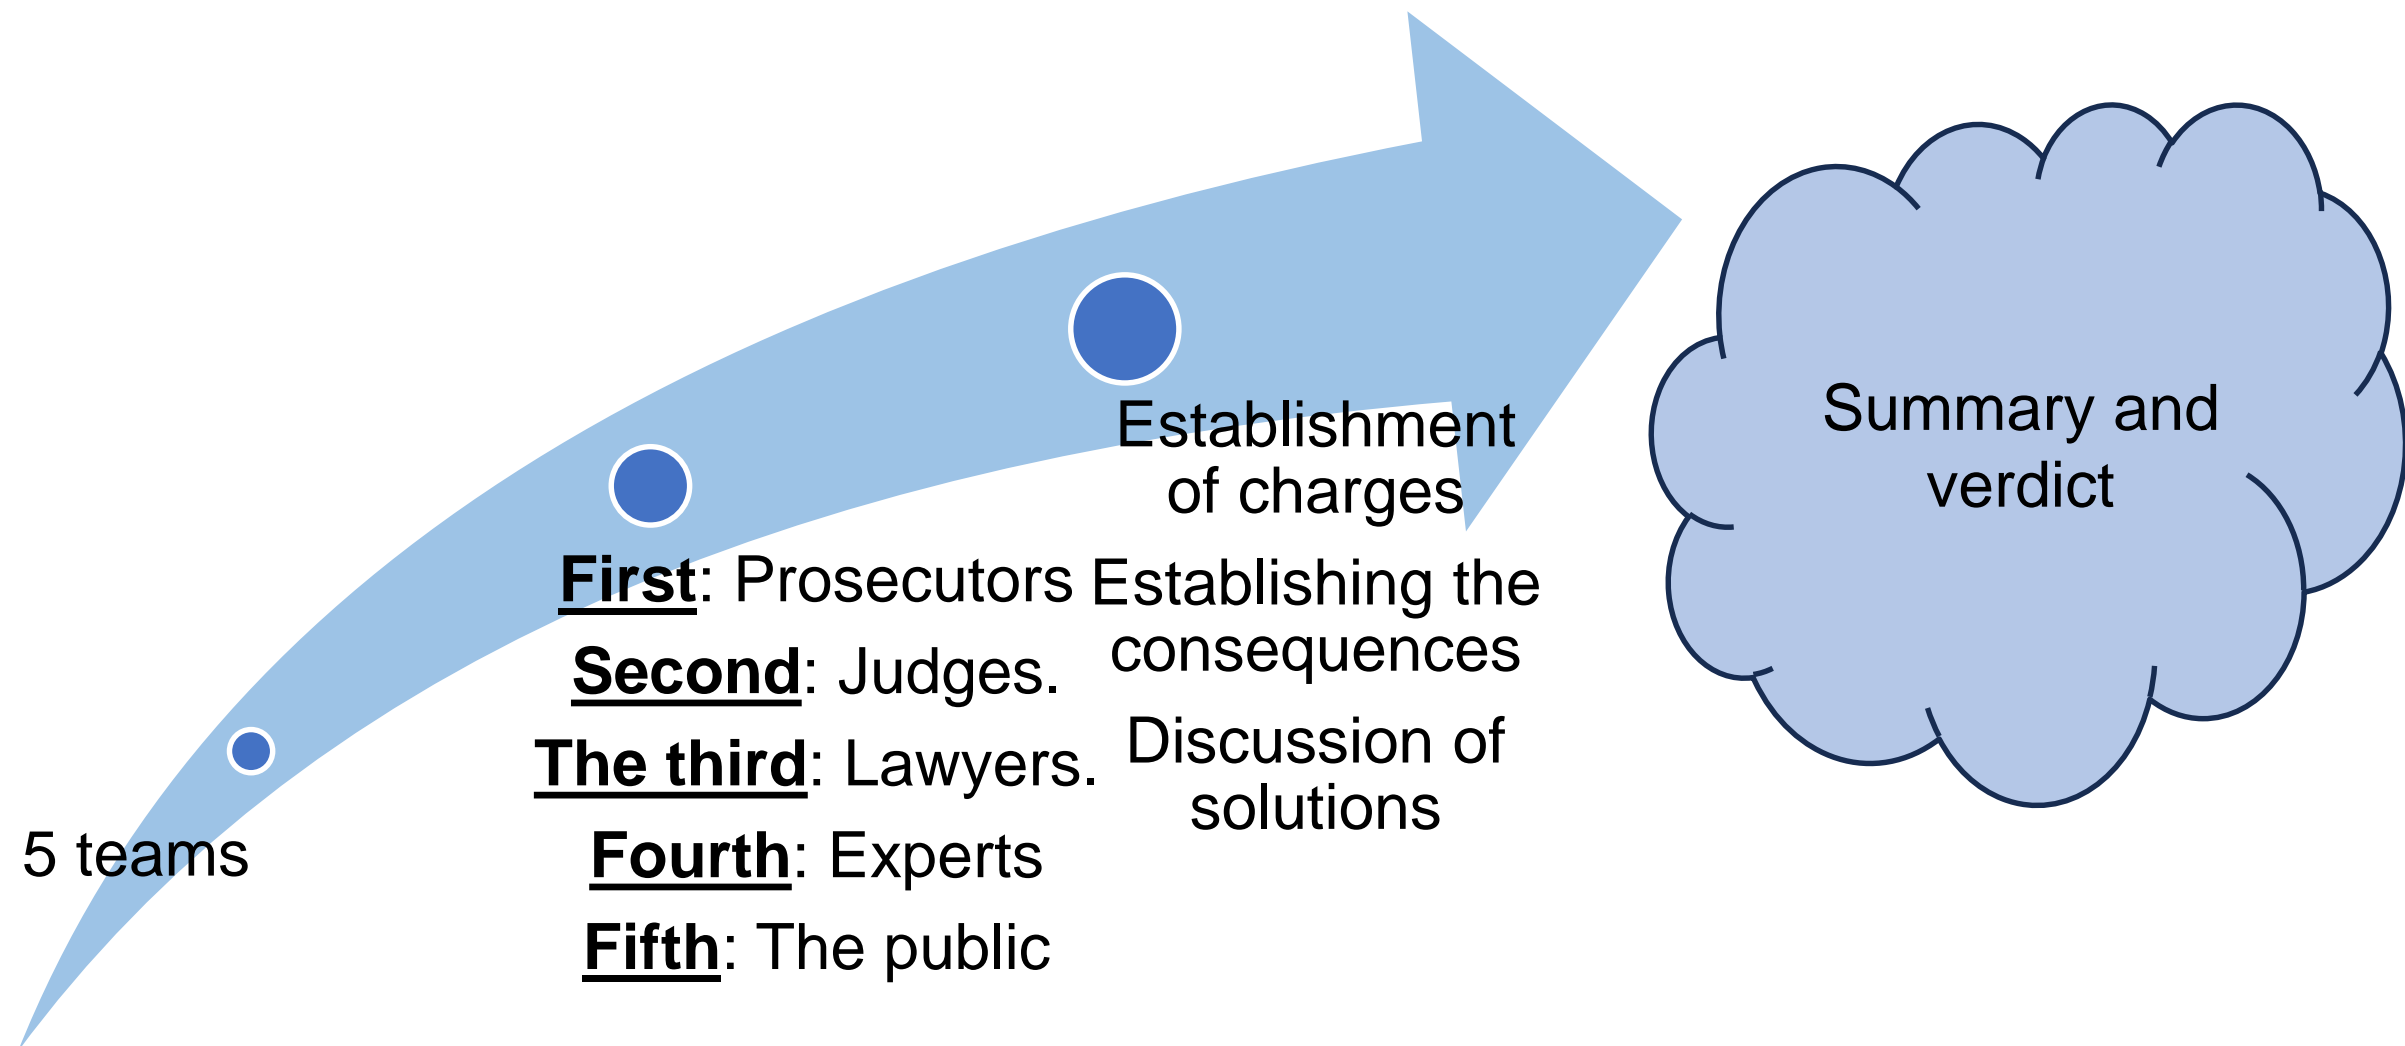 5 teams
First: Prosecutors
Second: Judges.
The third: Lawyers.
Fourth: Experts
Fifth: The public
Establishment
of charges
Establishing the
consequences
Discussion of
solutions
Summary and
verdict